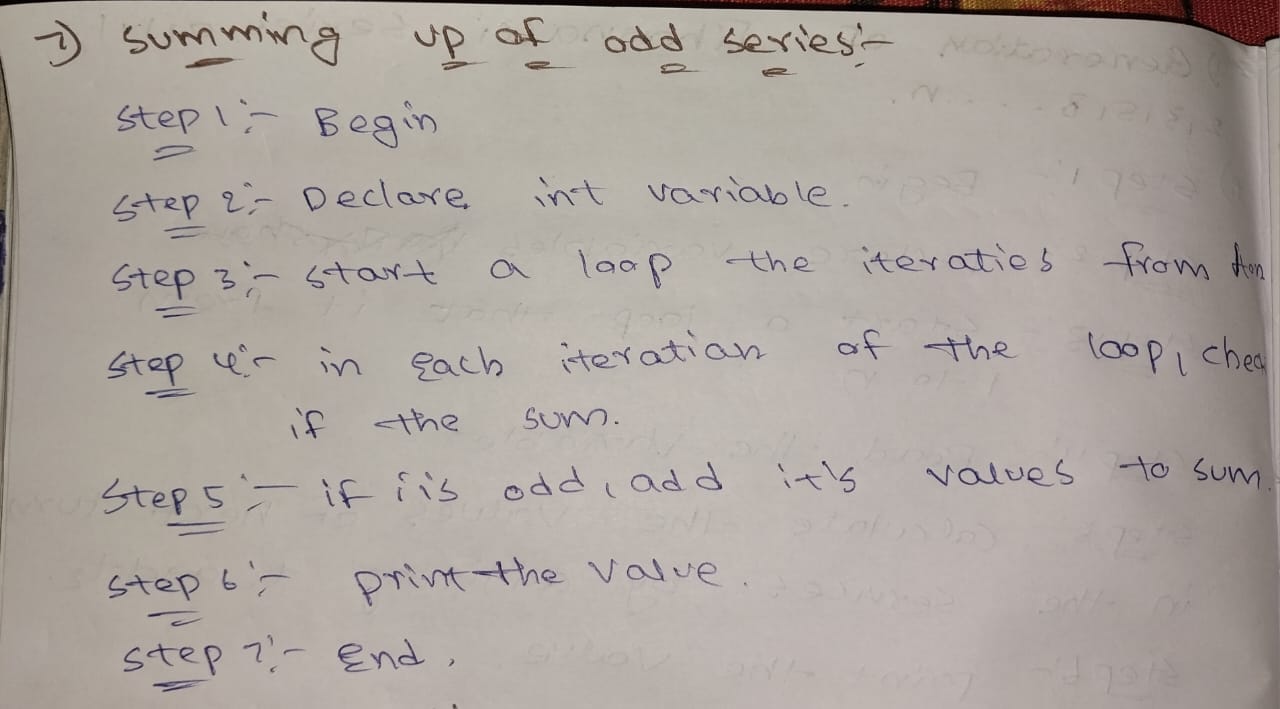 7) summing up of odd series:-
Step 1:- Begin
Step 2:- Declare int variable.
Step 3:- start a loop the iteraties from
Step 4:- in each iteration of the loop, chec
if the sum.
Step 5:- if i is odd, add it's values to sum.
Step 6:- print the value.
Step 7:- End.